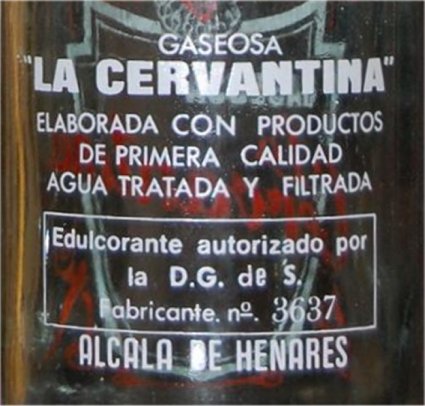 GASEOSA
"LA CERVANTINA"
ELABORADA CON PRODUCTOS
DE PRIMERA CALIDAD
AGUA TRATADA Y FILTRADA
Edulcorante autorizado por
la D.G. de S.
Fabricante. nº. 3637
ALCALA DE HENARES